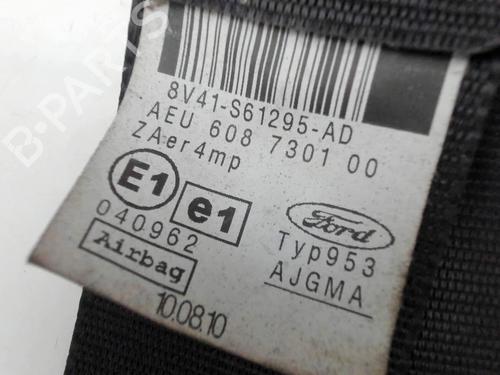 8V41-S61295-AD
AEU 608 7301 00
zAer4mp
E1 e1
040962
Airbag
10.08.10
Ford
Typ953
AJGMA
B-PARTS